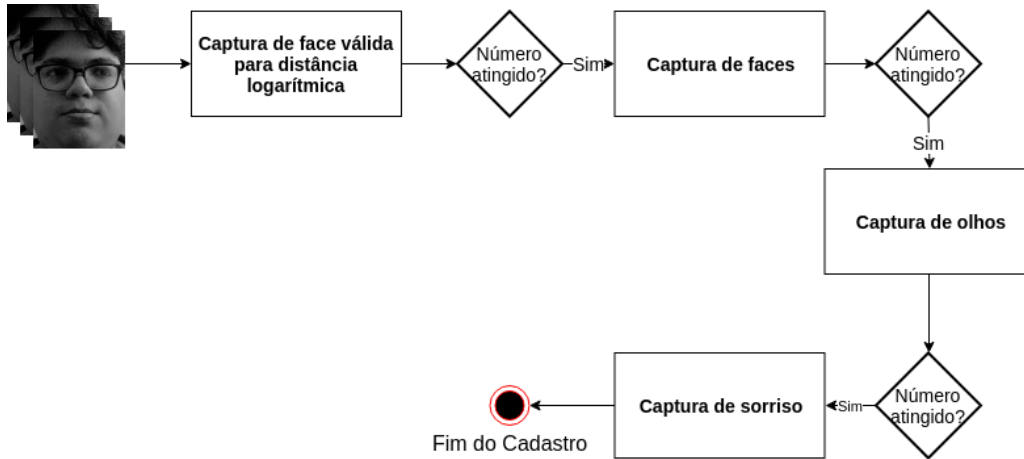 Captura de face válida
para distância
logarítmica
Número
atingido?
Sim
Captura de faces
Número
atingido?
Sim
Captura de olhos
Número
atingido?
Sim
Captura de sorriso
Fim do Cadastro